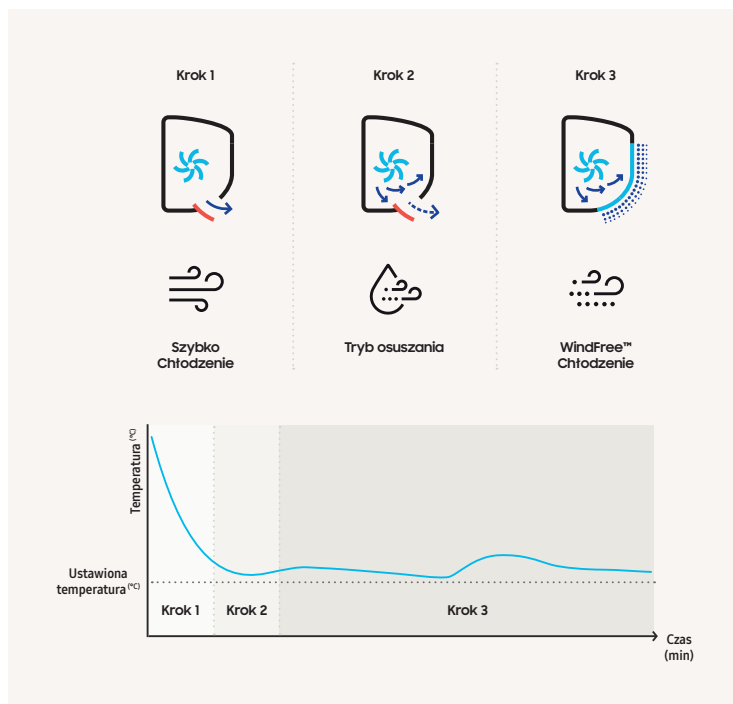 Krok 1
Krok 2
Krok 3
Szybko
Chłodzenie
Tryb osuszania
WindFree™
Chłodzenie
Temperatura (°C)
Ustawiona
temperatura (°C)
Krok 1
Krok 2
Krok 3
Czas
(min)